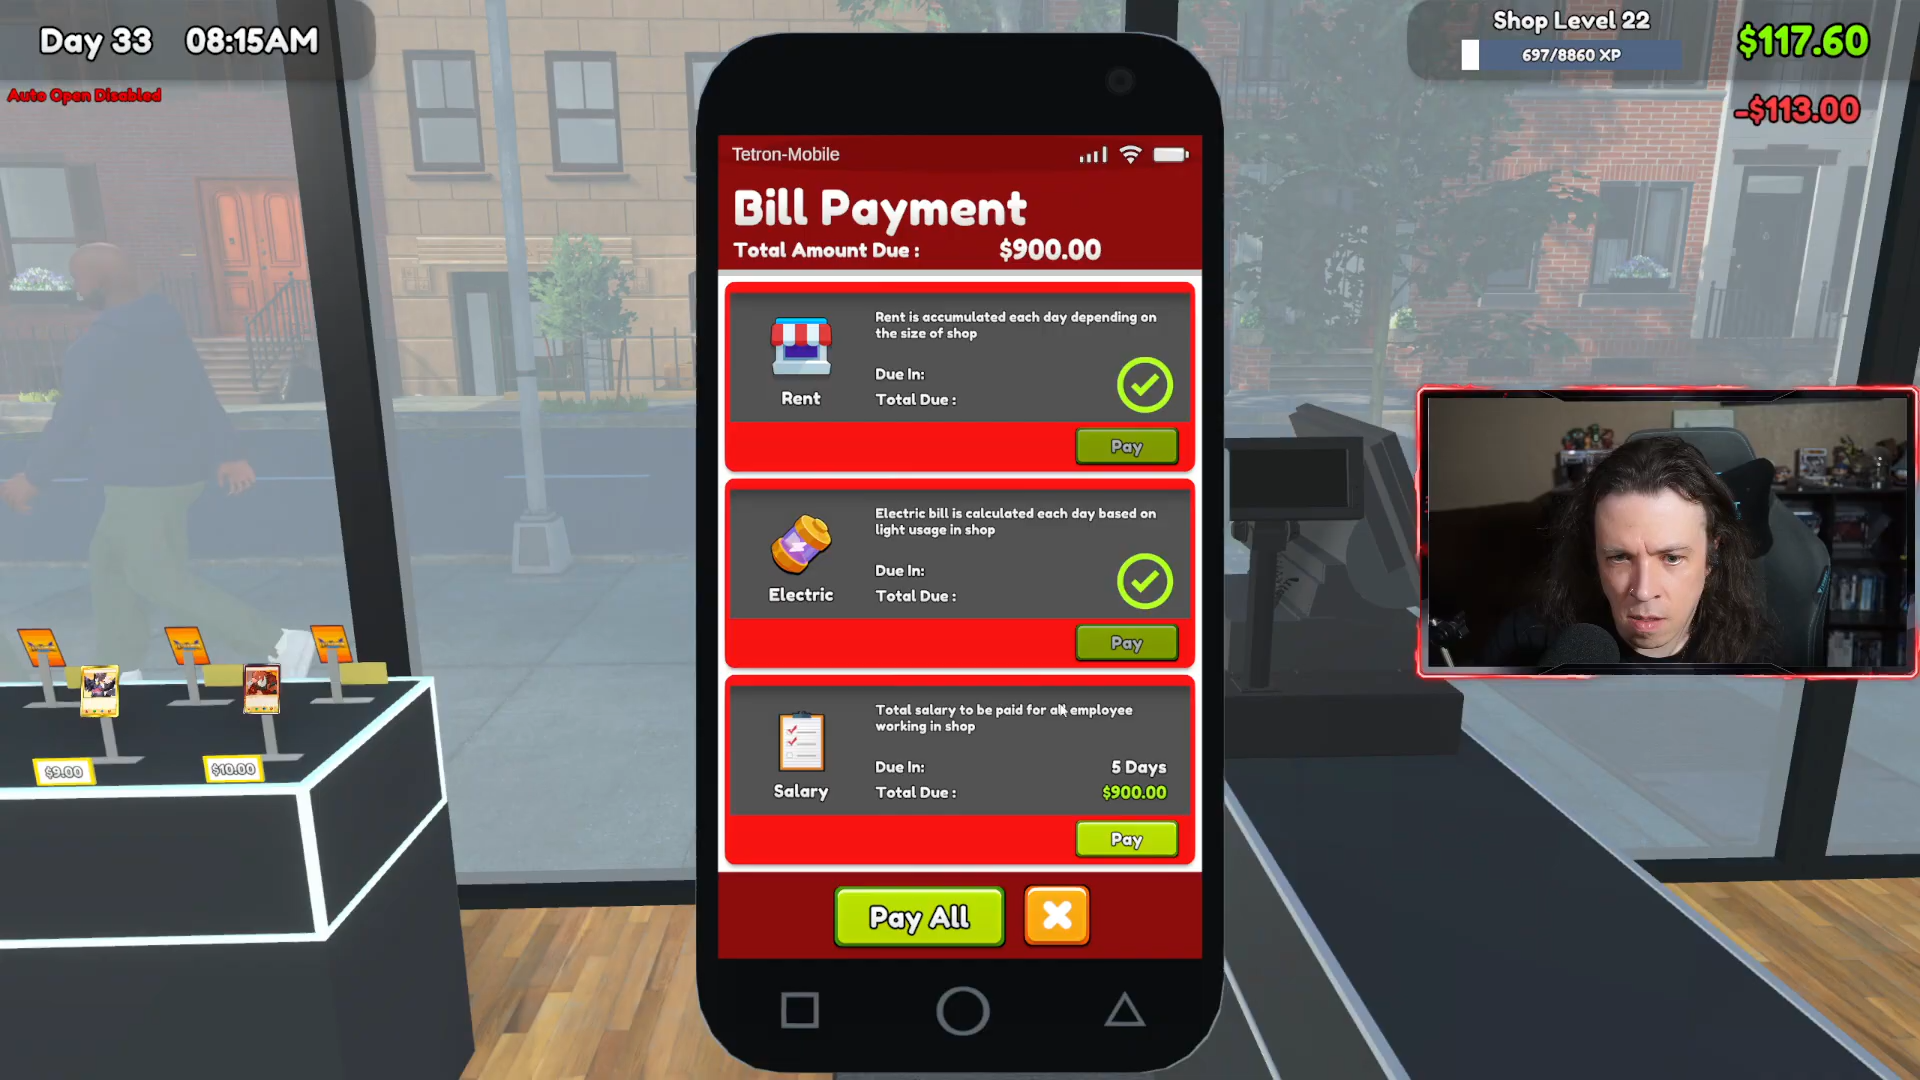 Day 33 08:15AM
Auto Open Disabled
Shop Level 22
697/8860 XP
$117.60
-$113.00
Tetron-Mobile
Bill Payment
Total Amount Due : $900.00
Rent is accumulated each day depending on
the size of shop
Due In:
Total Due :
Rent
Pay
Electric bill is calculated each day based on
light usage in shop
Due In:
Total Due :
Electric
Pay
Total salary to be paid for all employee
working in shop
Due In: 5 Days
Total Due : $900.00
Salary
Pay
Pay All
$9.00
$10.00